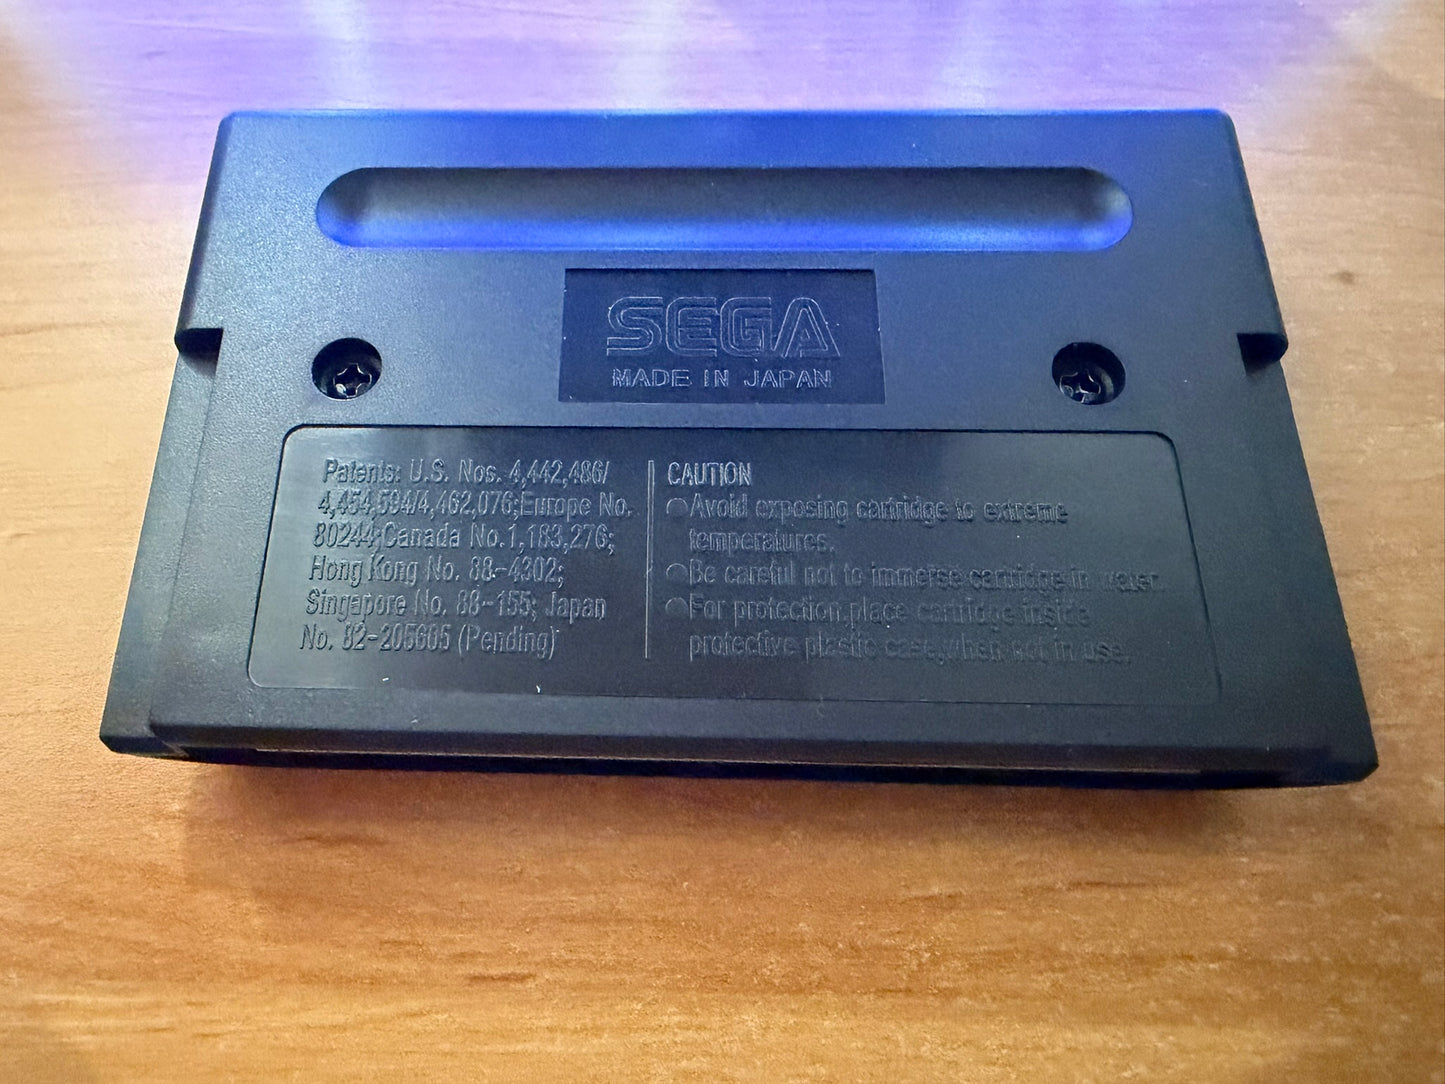 SEGA
MADE IN JAPAN
Patents: U.S. Nos. 4,442,486/
4,454,594/4,462,076;Europe No.
80244;Canada No.1,183,276;
Hong Kong No. 88-4302;
Singapore No. 88-155; Japan
No. 82-205605 (Pending)
CAUTION
●Avoid exposing cartridge to extreme
temperatures.
●Be careful not to immerse cartridge in water.
●For protection,place cartridge inside
protective plastic case,when not in use.